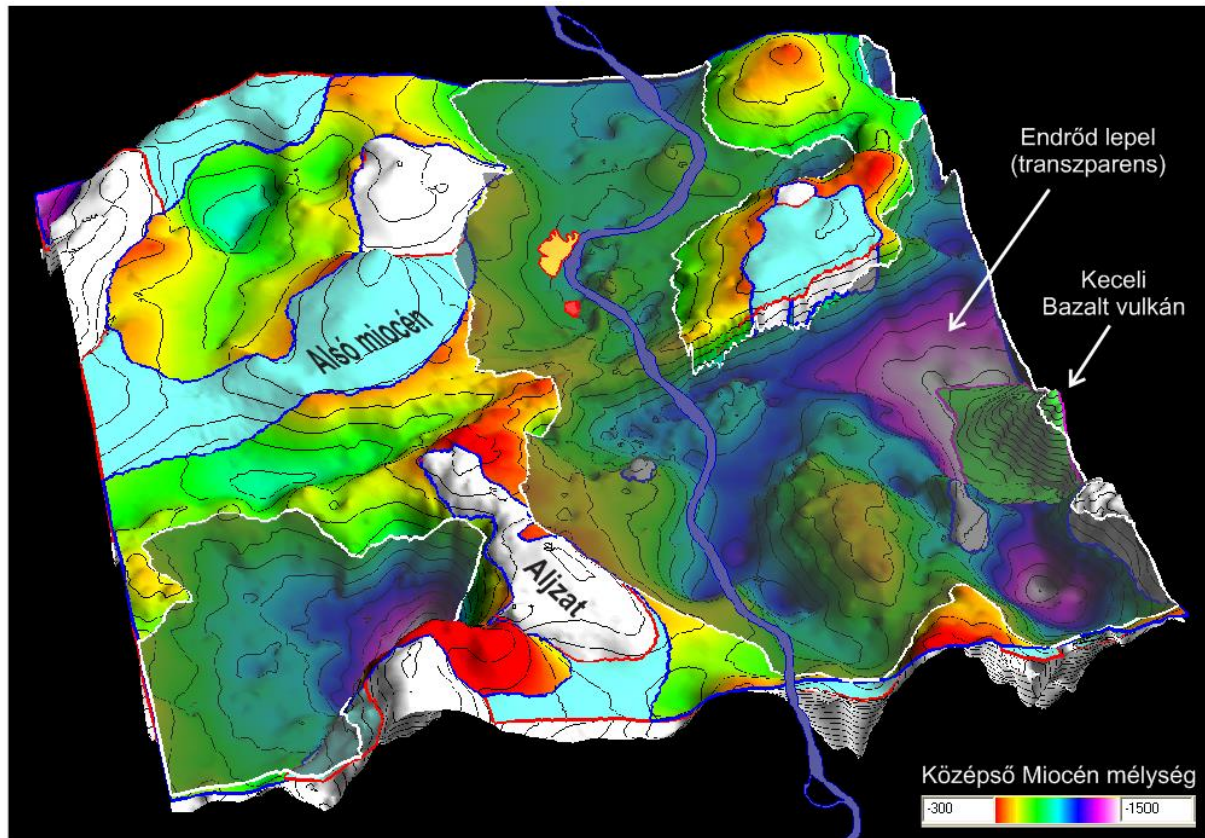 Endrőd lepel
(transzparens)
Keceli
Bazalt vulkán
Alsó miocén
Aljzat
Középső Miocén mélység
-300
-1500